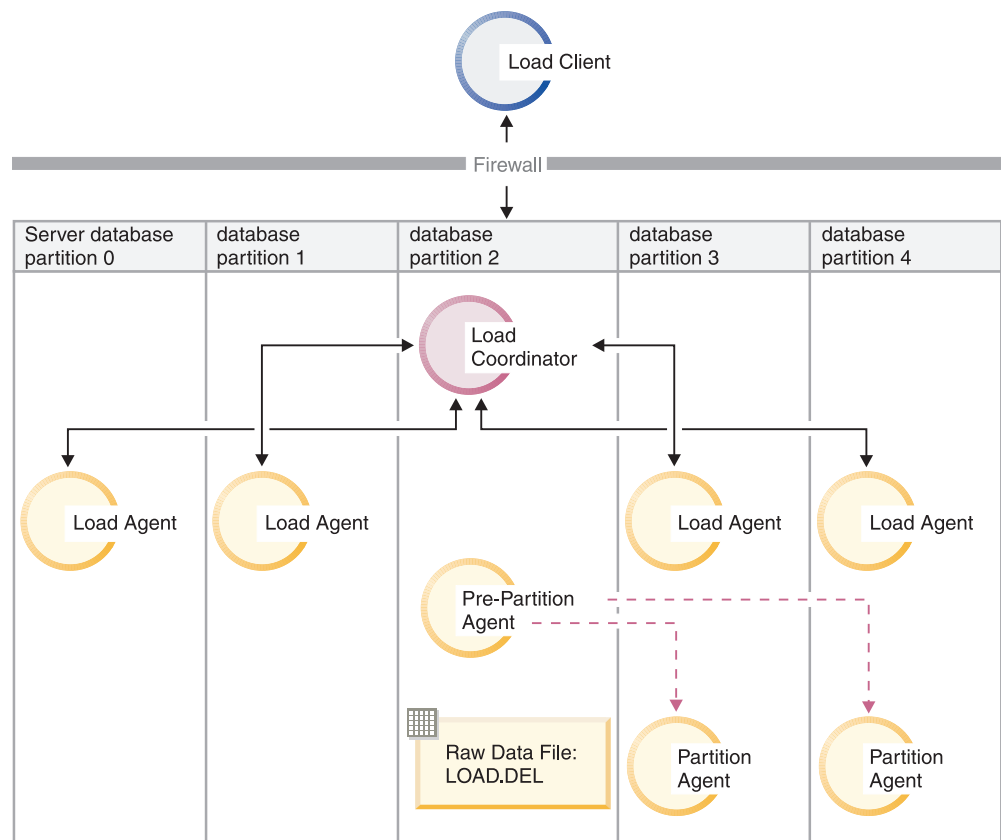 Load Client
Firewall
Server database
partition 0
database
partition 1
database
partition 2
database
partition 3
database
partition 4
Load
Coordinator
Load Agent
Load Agent
Load Agent
Load Agent
Pre-Partition
Agent
Raw Data File:
LOAD.DEL
Partition
Agent
Partition
Agent